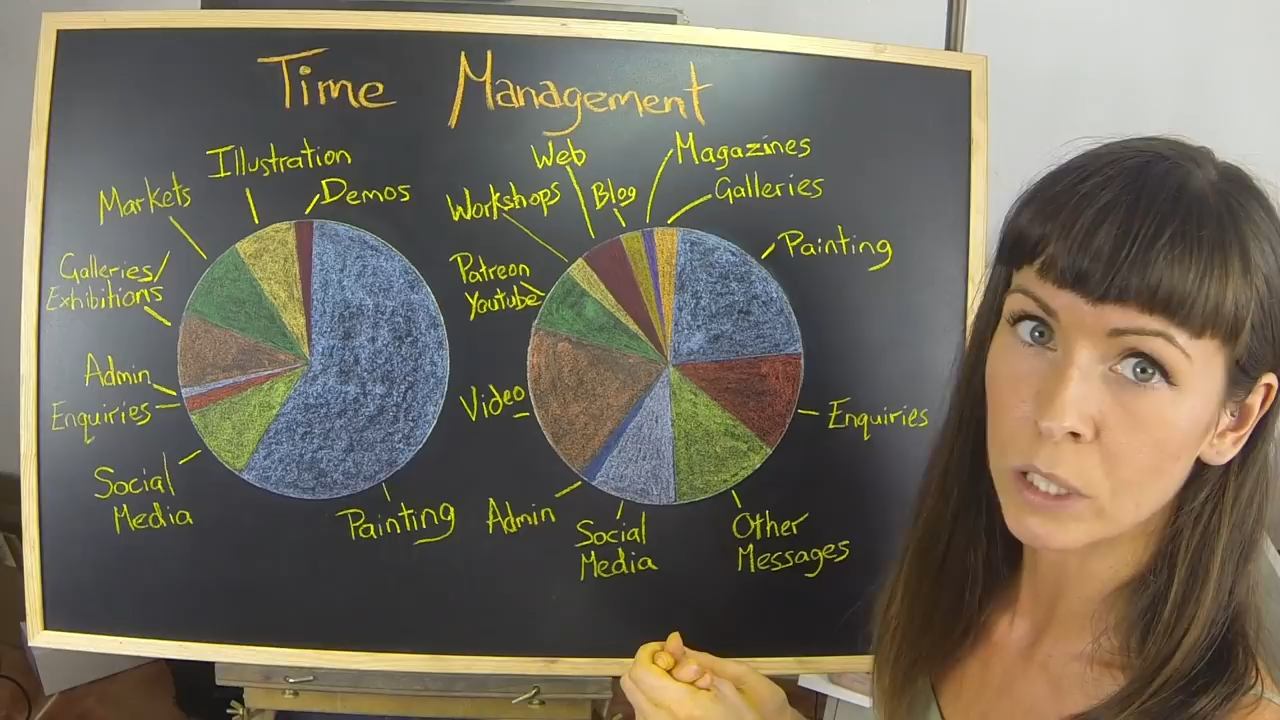 Time Management
Illustration
Markets
Demos
Galleries/
Exhibitions
Admin
Enquiries
Social
Media
Painting
Web
Magazines
Workshops
Blog
Galleries
Patreon
Youtube
Painting
Video
Enquiries
Admin
Social
Media
Other
Messages